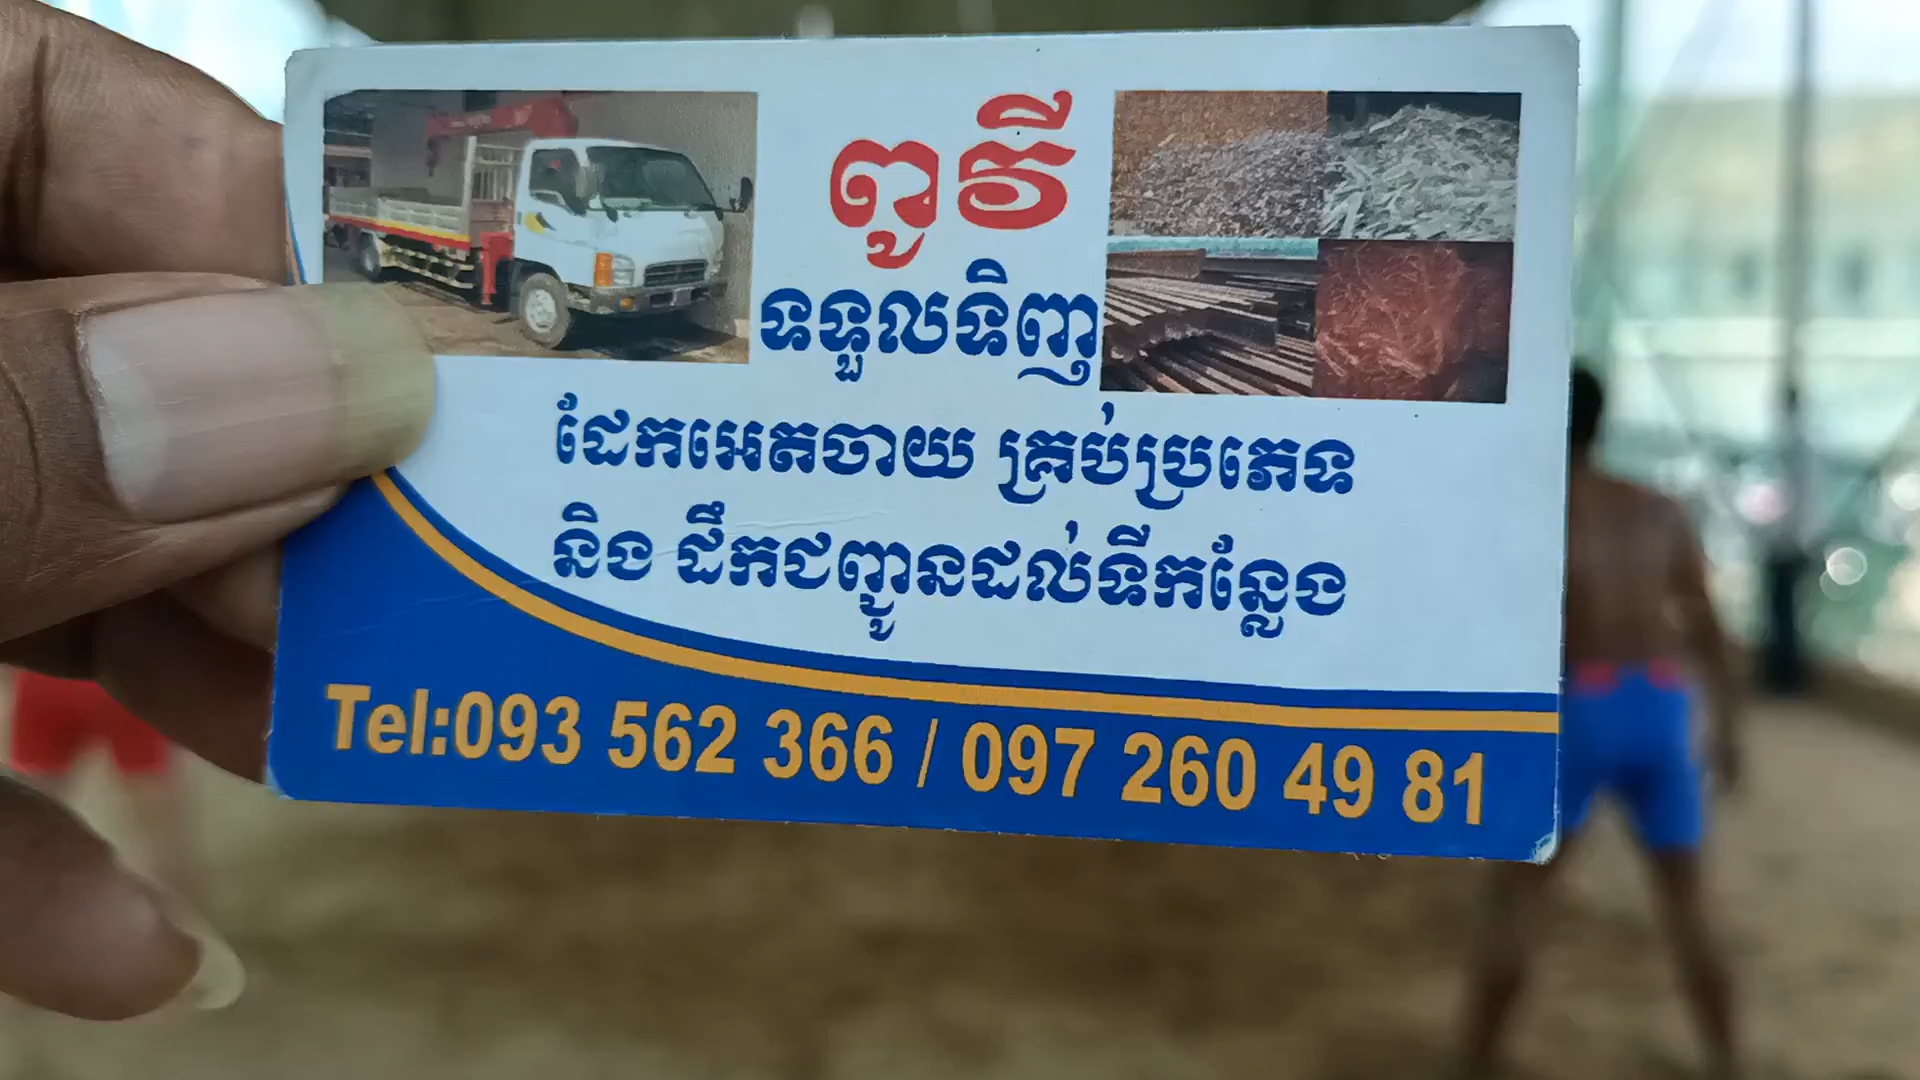 ពូវី
ទទួលទិញ
ដែកអេតចាយ គ្រប់ប្រភេទ
និង ដឹកជញ្ជូនដល់ទីកន្លែង
Tel:093 562 366 / 097 260 49 81